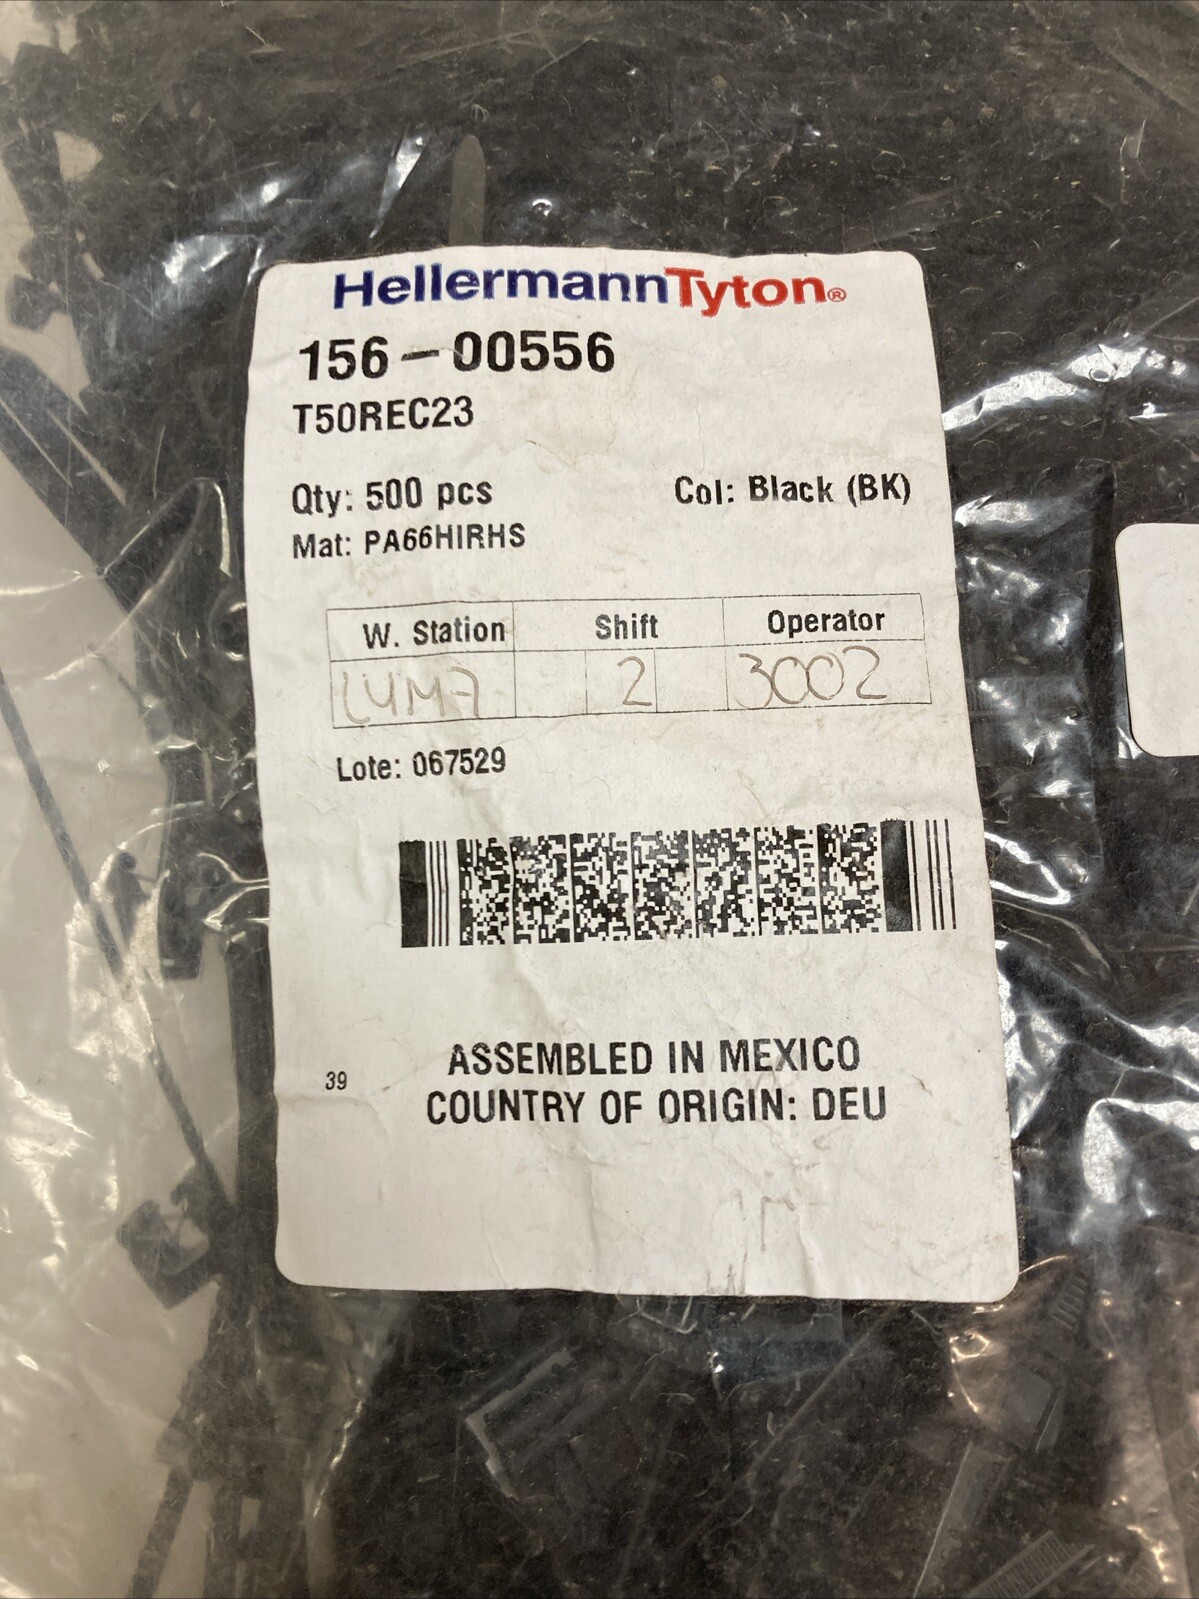 HellermannTyton®
156-00556
T50REC23
Qty: 500 pcs Col: Black (BK)
Mat: PA66HIRHS
W. Station Shift Operator
2 3002
Lote: 067529
39
ASSEMBLED IN MEXICO
COUNTRY OF ORIGIN: DEU